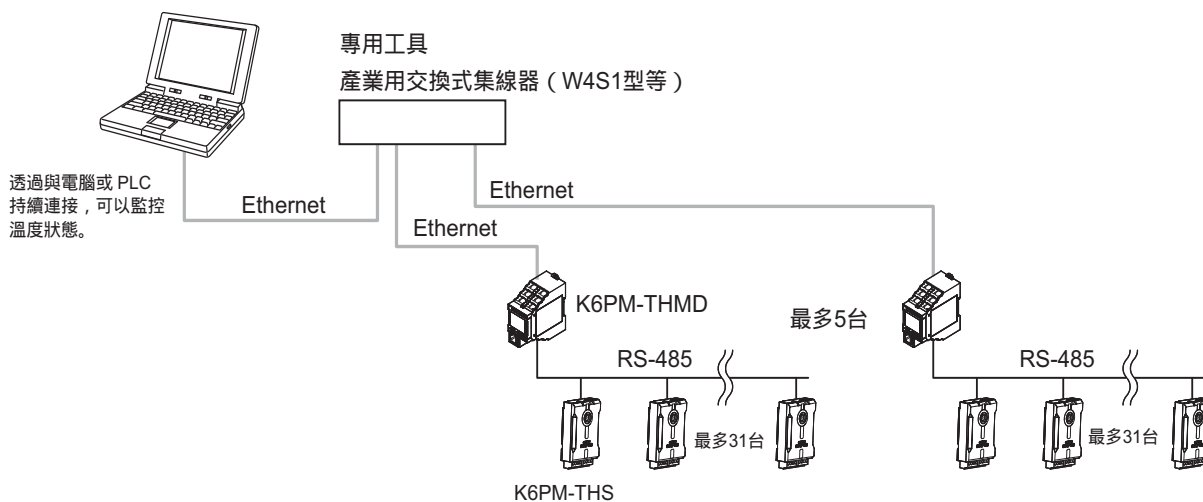 專用工具
產業用交換式集線器（W4S1型等）
透過與電腦或 PLC
持續連接，可以監控
溫度狀態。
Ethernet
Ethernet
Ethernet
K6PM-THMD
最多5台
RS-485
RS-485
最多31台
最多31台
K6PM-THS